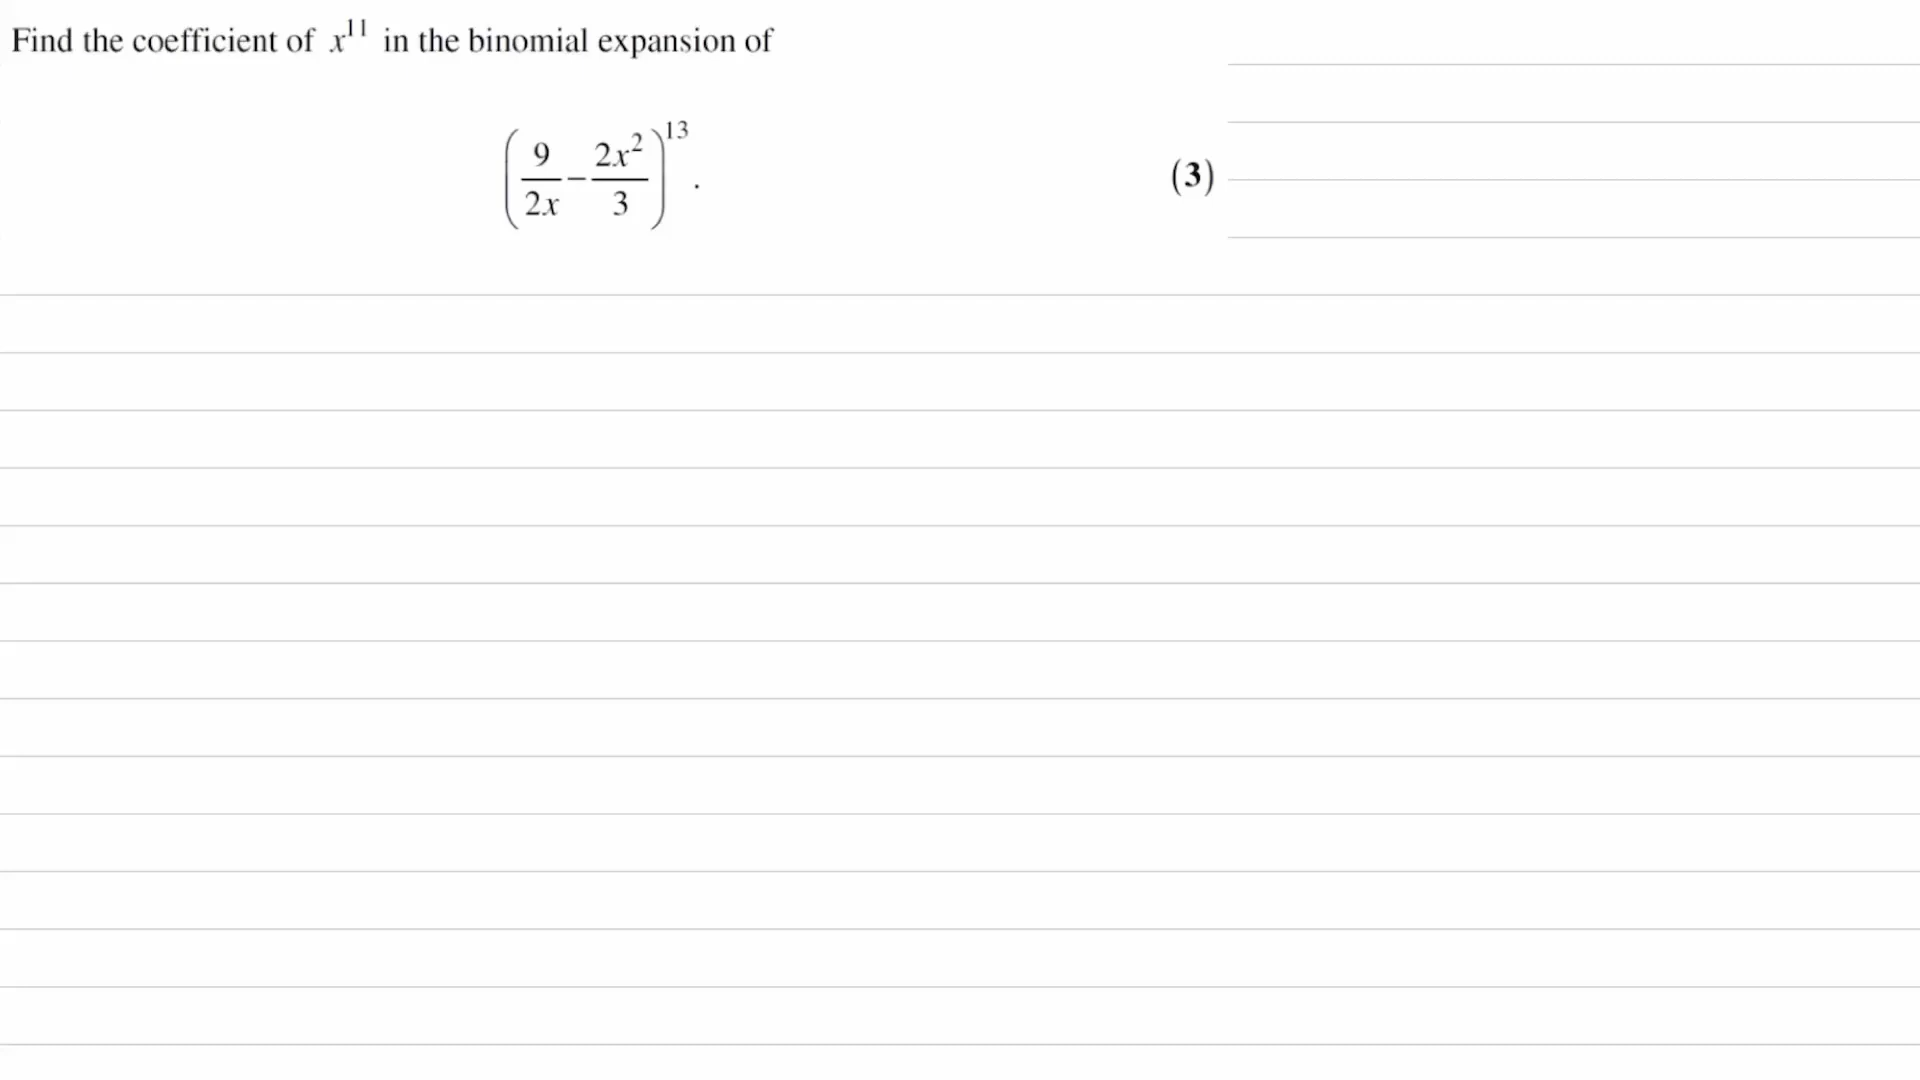 Find the coefficient of x^11 in the binomial expansion of
(9/2x − 2x^2/3)^13 .
(3)